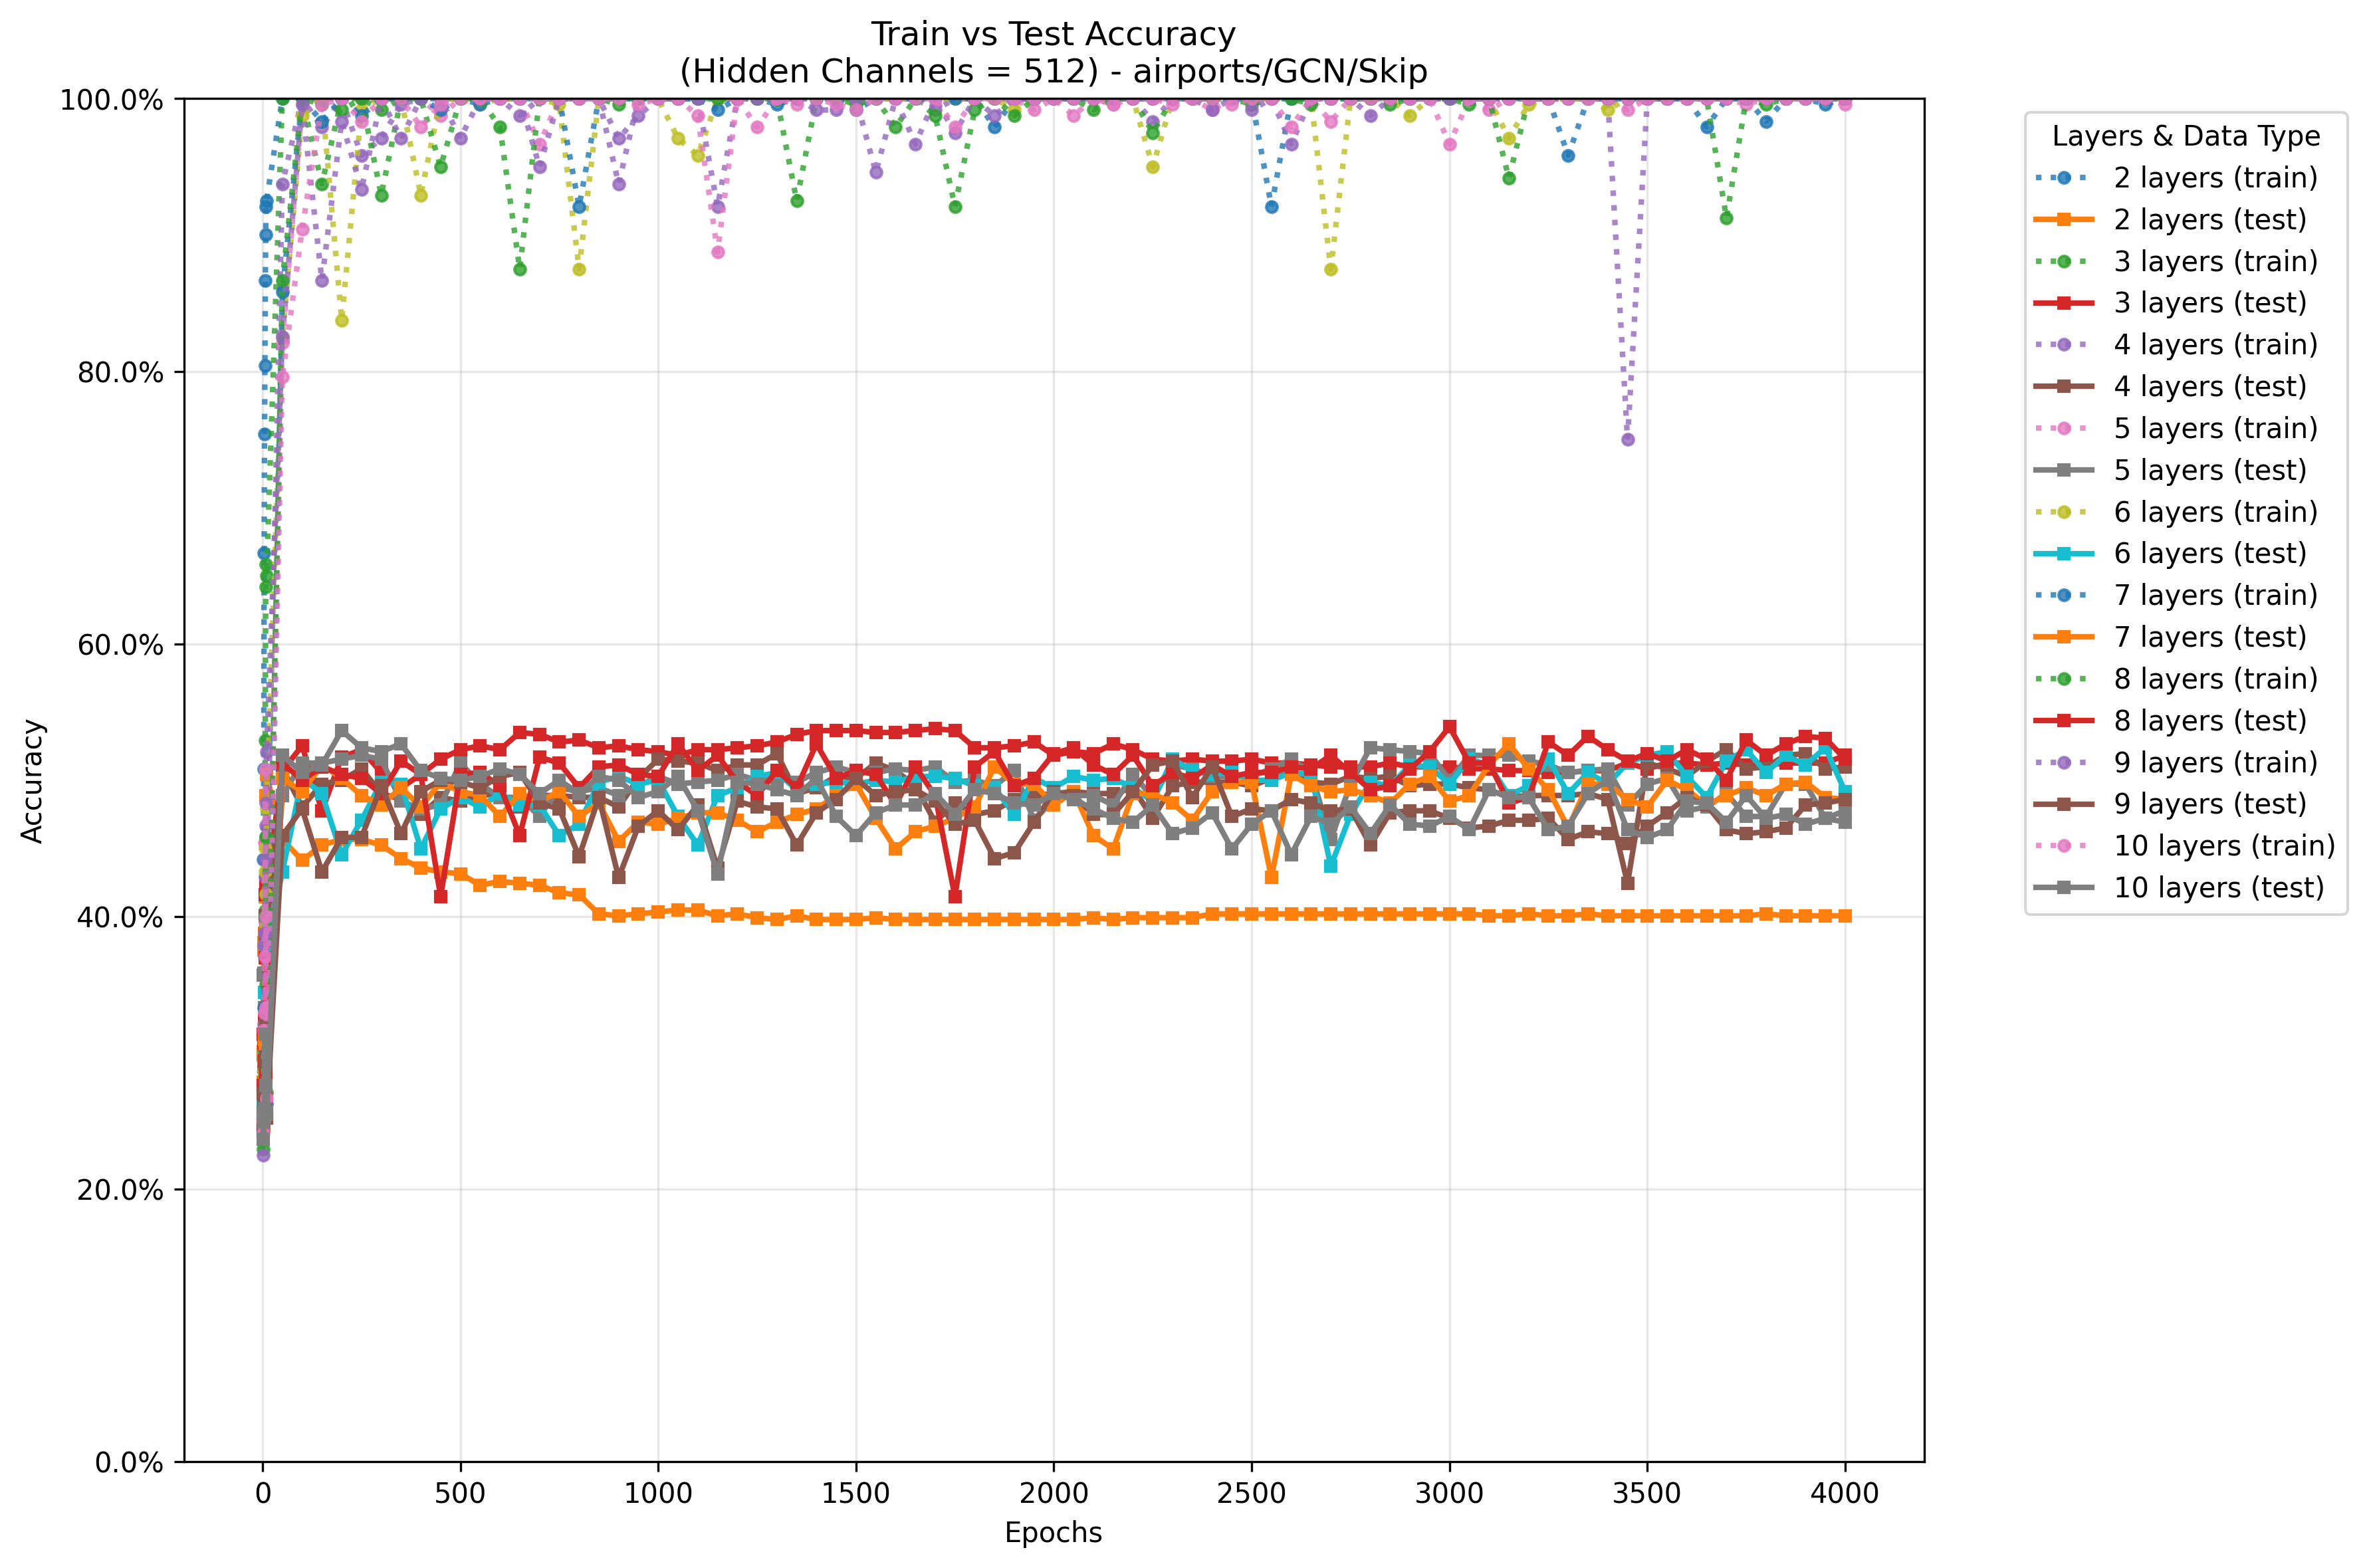 Train vs Test Accuracy
(Hidden Channels = 512) - airports/GCN/Skip
100.0%
80.0%
60.0%
40.0%
20.0%
0.0%
Accuracy
0
500
1000
1500
2000
2500
3000
3500
4000
Epochs
Layers & Data Type
2 layers (train)
2 layers (test)
3 layers (train)
3 layers (test)
4 layers (train)
4 layers (test)
5 layers (train)
5 layers (test)
6 layers (train)
6 layers (test)
7 layers (train)
7 layers (test)
8 layers (train)
8 layers (test)
9 layers (train)
9 layers (test)
10 layers (train)
10 layers (test)